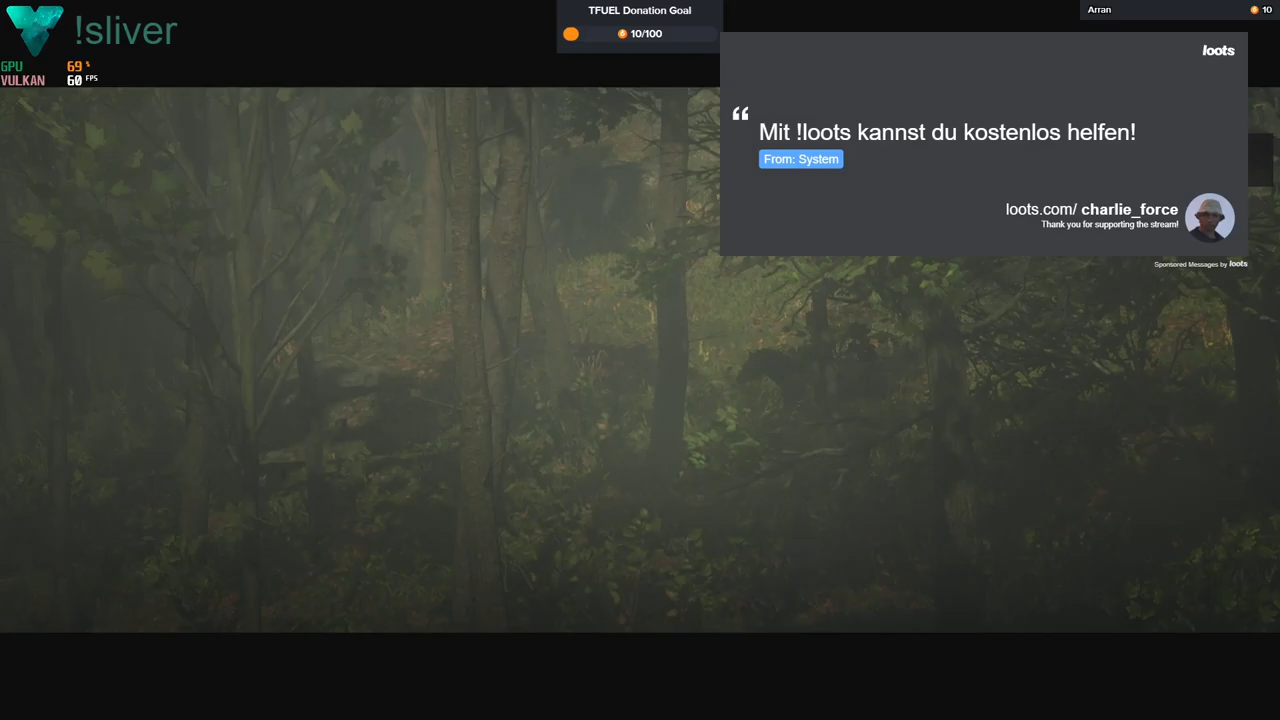 !sliver
GPU 69 %
VULKAN 60 FPS
TFUEL Donation Goal
10/100
Arran 10
loots
“
Mit !loots kannst du kostenlos helfen!
From: System
loots.com/ charlie_force
Thank you for supporting the stream!
Sponsored Messages by loots